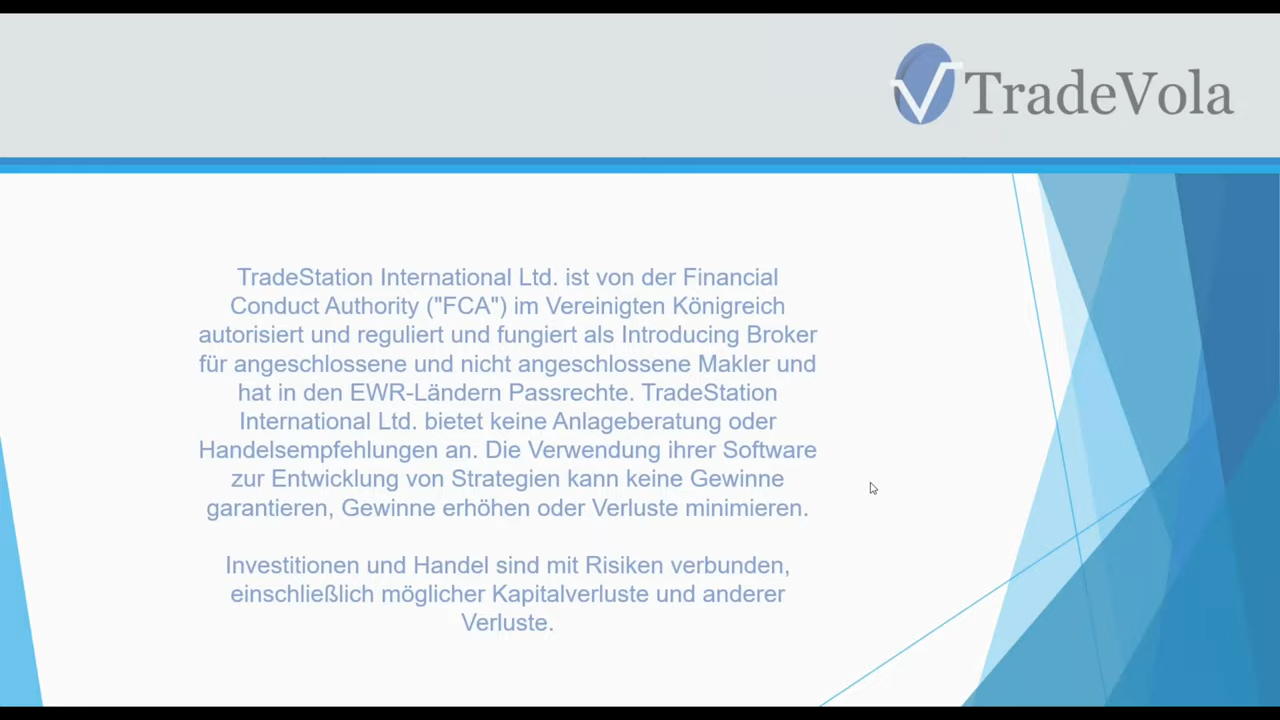 TradeVola
TradeStation International Ltd. ist von der Financial
Conduct Authority ("FCA") im Vereinigten Königreich
autorisiert und reguliert und fungiert als Introducing Broker
für angeschlossene und nicht angeschlossene Makler und
hat in den EWR-Ländern Passrechte. TradeStation
International Ltd. bietet keine Anlageberatung oder
Handelsempfehlungen an. Die Verwendung ihrer Software
zur Entwicklung von Strategien kann keine Gewinne
garantieren, Gewinne erhöhen oder Verluste minimieren.
Investitionen und Handel sind mit Risiken verbunden,
einschließlich möglicher Kapitalverluste und anderer
Verluste.